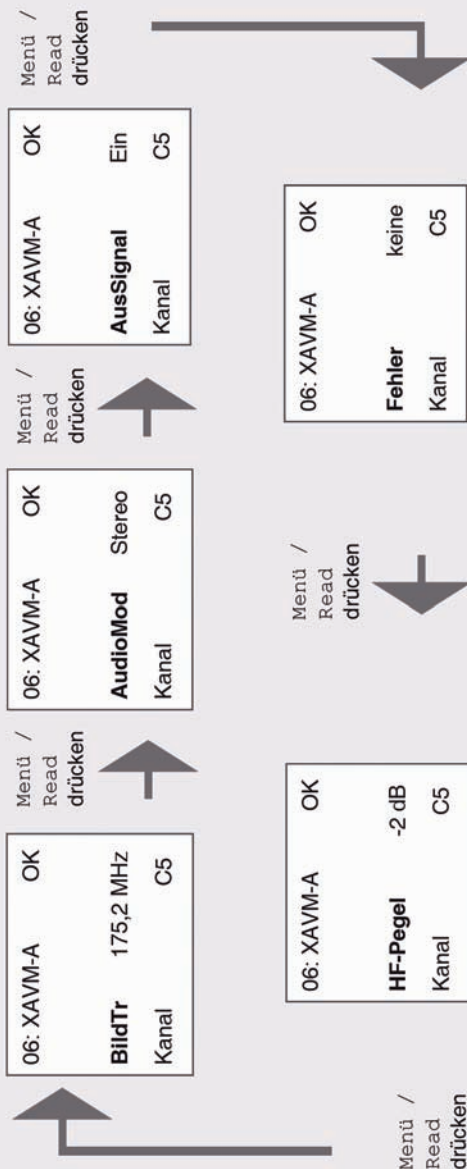 06: XAVM-A OK
BildTr 175,2 MHz
Kanal C5
Menü /
Read
drücken
06: XAVM-A OK
AudioMod Stereo
Kanal C5
Menü /
Read
drücken
06: XAVM-A OK
AusSignal Ein
Kanal C5
Menü /
Read
drücken
06: XAVM-A OK
Fehler keine
Kanal C5
Menü /
Read
drücken
06: XAVM-A OK
HF-Pegel -2 dB
Kanal C5
Menü /
Read
drücken